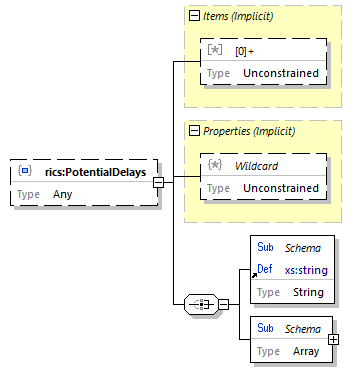 Items (Implicit)
[0]+
Type Unconstrained
Properties (Implicit)
Wildcard
Type Unconstrained
rics:PotentialDelays
Type Any
Sub Schema
Def xs:string
Type String
Sub Schema
Type Array